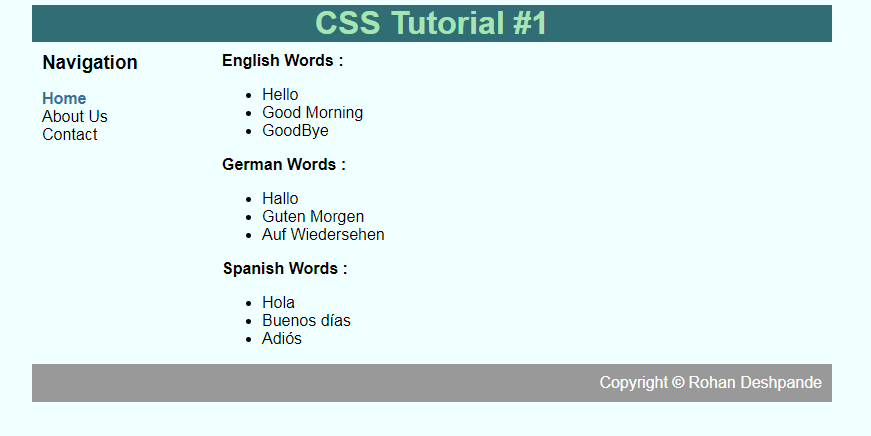 CSS Tutorial #1
Navigation
Home
About Us
Contact
English Words :
Hello
Good Morning
GoodBye
German Words :
Hallo
Guten Morgen
Auf Wiedersehen
Spanish Words :
Hola
Buenos días
Adiós
Copyright © Rohan Deshpande